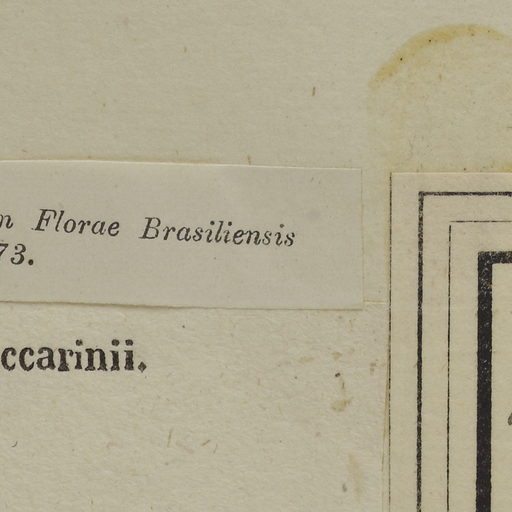 n Florae Brasiliensis
73.
ccarinii.